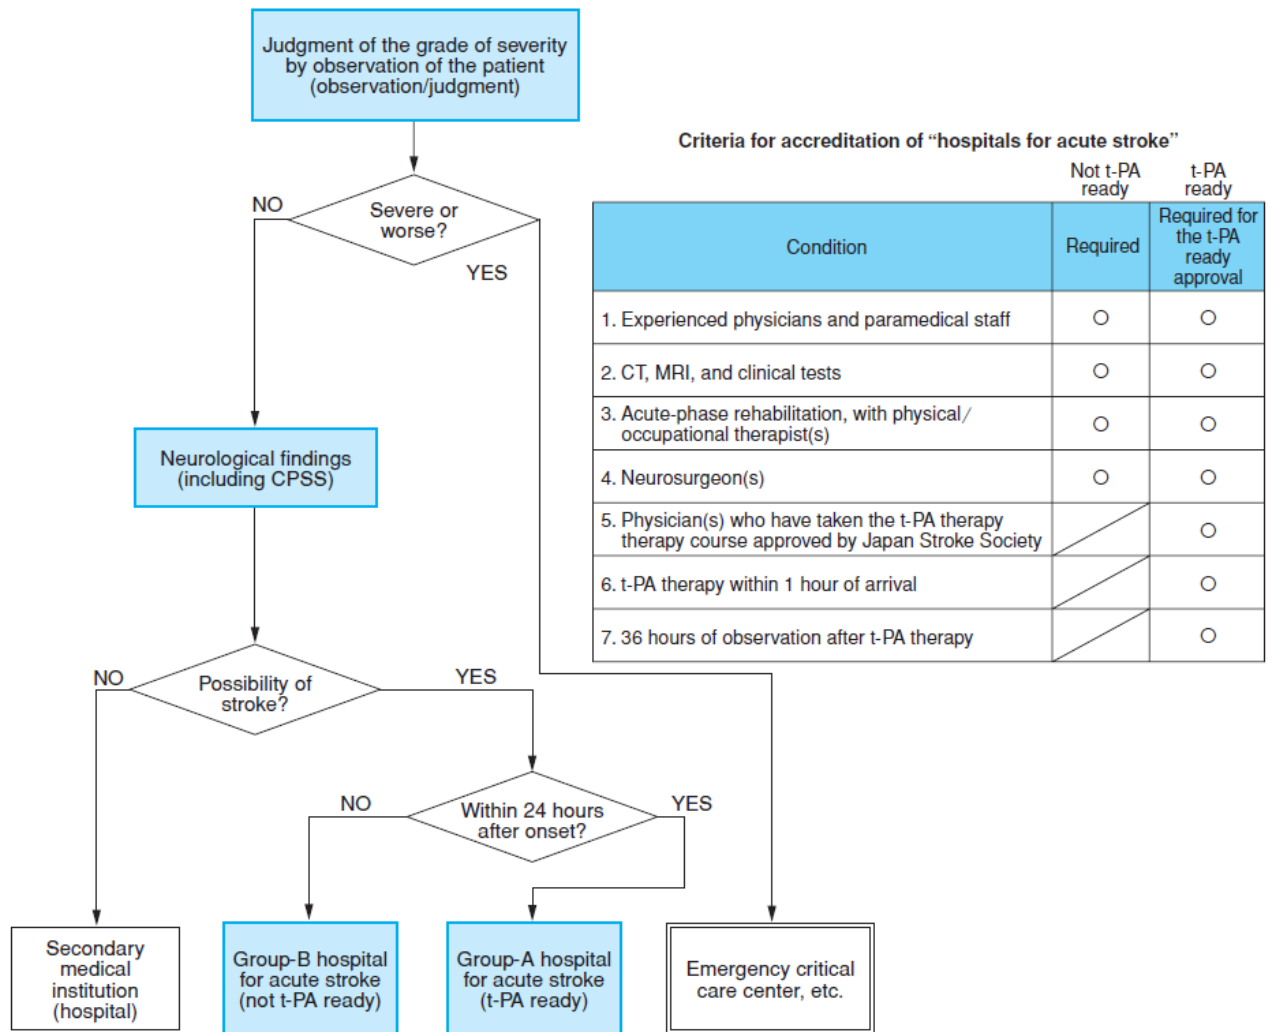 Judgment of the grade of severity
by observation of the patient
(observation/judgment)
Severe or
worse?
NO
YES
Neurological findings
(including CPSS)
Possibility of
stroke?
NO
YES
Within 24 hours
after onset?
NO
YES
Secondary
medical
institution
(hospital)
Group-B hospital
for acute stroke
(not t-PA ready)
Group-A hospital
for acute stroke
(t-PA ready)
Emergency critical
care center, etc.
Criteria for accreditation of “hospitals for acute stroke”
Not t-PA
ready
t-PA
ready
Condition
Required
Required for
the t-PA
ready
approval
1. Experienced physicians and paramedical staff
○ ○
2. CT, MRI, and clinical tests
○ ○
3. Acute-phase rehabilitation, with physical/
occupational therapist(s)
○ ○
4. Neurosurgeon(s)
○ ○
5. Physician(s) who have taken the t-PA therapy
therapy course approved by Japan Stroke Society
○
6. t-PA therapy within 1 hour of arrival
○
7. 36 hours of observation after t-PA therapy
○